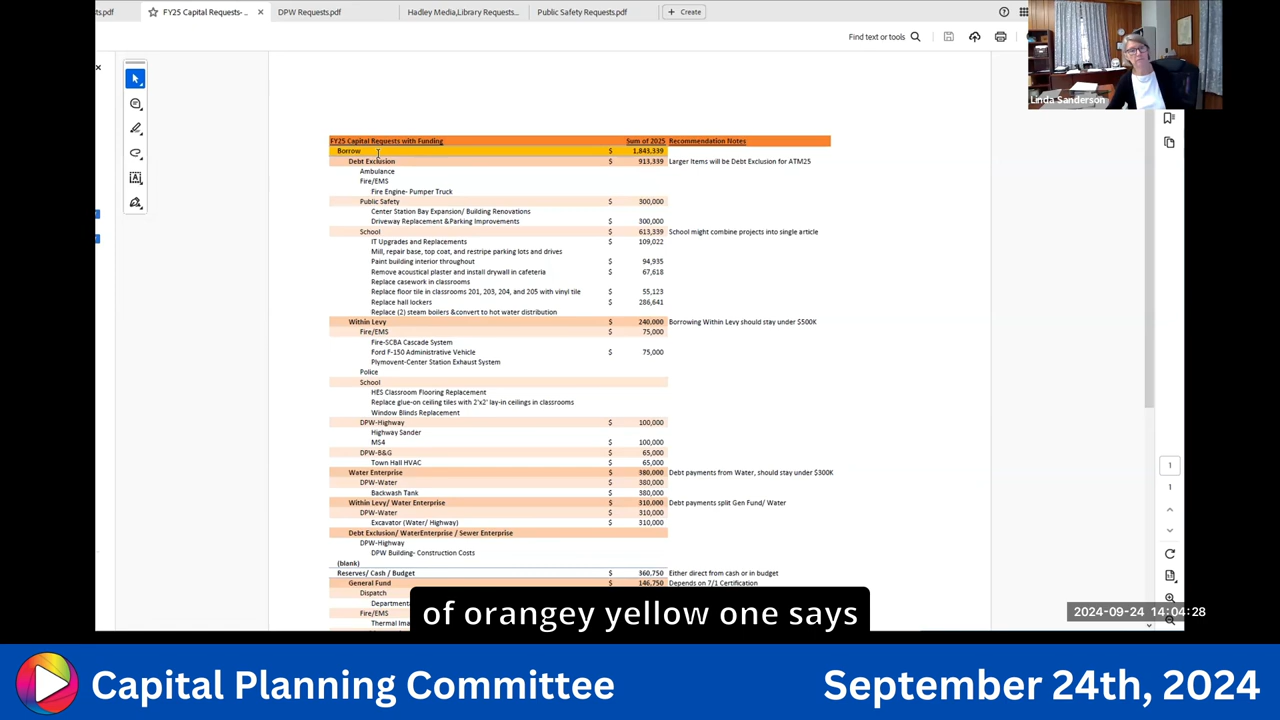 ts.pdf FY25 Capital Requests-... DPW Requests.pdf Hadley Media,Library Requests... Public Safety Requests.pdf Create
Find text or tools
Linda Sanderson
FY25 Capital Requests with Funding Sum of 2025 Recommendation Notes
Borrow $ 1,843,339
Debt Exclusion $ 913,339 Larger Items will be Debt Exclusion for ATM25
Ambulance
Fire/EMS
Fire Engine- Pumper Truck
Public Safety $ 300,000
Center Station Bay Expansion/ Building Renovations
Driveway Replacement &Parking Improvements $ 300,000
School $ 613,339 School might combine projects into single article
IT Upgrades and Replacements $ 109,022
Mill, repair base, top coat, and restripe parking lots and drives
Paint building interior throughout $ 94,935
Remove acoustical plaster and install drywall in cafeteria $ 67,618
Replace casework in classrooms
Replace floor tile in classrooms 201, 203, 204, and 205 with vinyl tile $ 55,123
Replace hall lockers $ 286,641
Replace (2) steam boilers &convert to hot water distribution
Within Levy $ 240,000 Borrowing Within Levy should stay under $500K
Fire/EMS $ 75,000
Fire-SCBA Cascade System
Ford F-150 Administrative Vehicle $ 75,000
Plymovent-Center Station Exhaust System
Police
School
HES Classroom Flooring Replacement
Replace glue-on ceiling tiles with 2'x2' lay-in ceilings in classrooms
Window Blinds Replacement
DPW-Highway $ 100,000
Highway Sander
MS4 $ 100,000
DPW-B&G $ 65,000
Town Hall HVAC $ 65,000
Water Enterprise $ 380,000 Debt payments from Water, should stay under $300K
DPW-Water $ 380,000
Backwash Tank $ 380,000
Within Levy/ Water Enterprise $ 310,000 Debt payments split Gen Fund/ Water
DPW-Water $ 310,000
Excavator (Water/ Highway) $ 310,000
Debt Exclusion/ WaterEnterprise / Sewer Enterprise
DPW-Highway
DPW Building- Construction Costs
(blank)
Reserves/ Cash / Budget $ 360,750 Either direct from cash or in budget
General Fund $ 146,750 Depends on 7/1 Certification
Dispatch
Department
Fire/EMS
Thermal Ima
1
1
of orangey yellow one says
2024-09-24 14:04:28
Capital Planning Committee September 24th, 2024